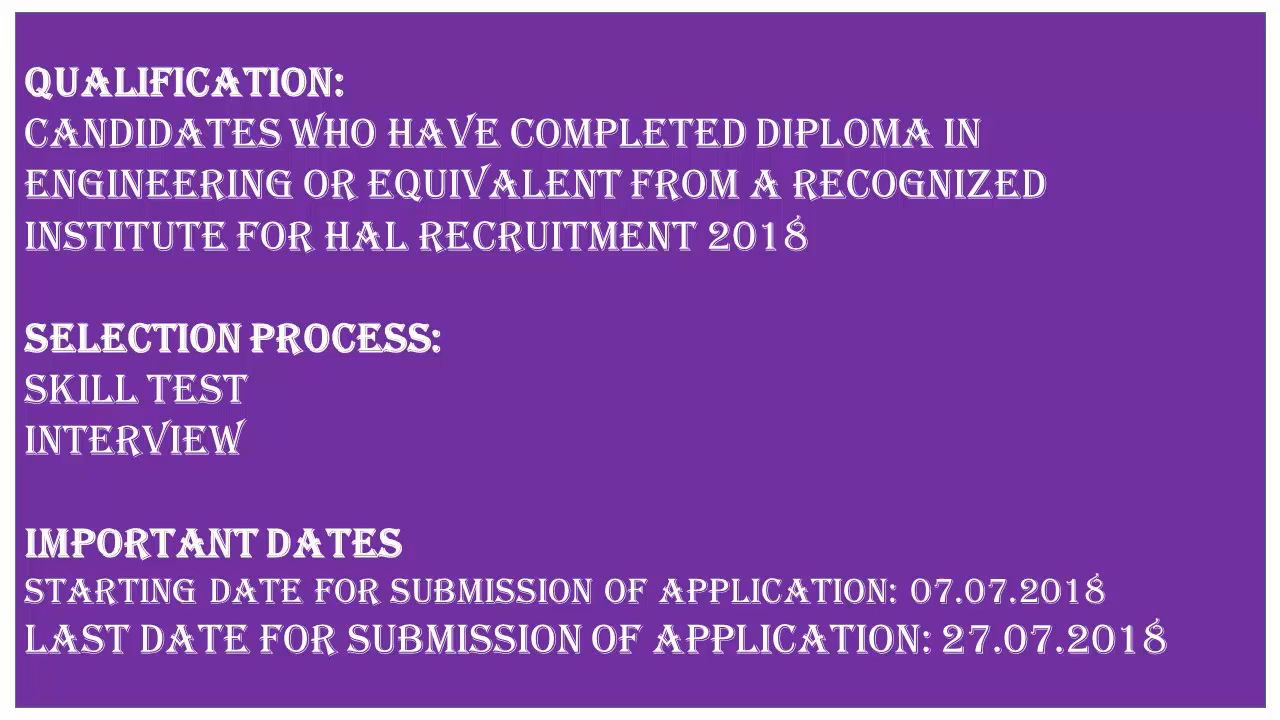 QUALIFICATION:
CANDIDATES WHO HAVE COMPLETED DIPLOMA IN
ENGINEERING OR EQUIVALENT FROM A RECOGNIZED
INSTITUTE FOR HAL RECRUITMENT 2018
SELECTION PROCESS:
SKILL TEST
INTERVIEW
IMPORTANT DATES
STARTING DATE FOR SUBMISSION OF APPLICATION: 07.07.2018
LAST DATE FOR SUBMISSION OF APPLICATION: 27.07.2018